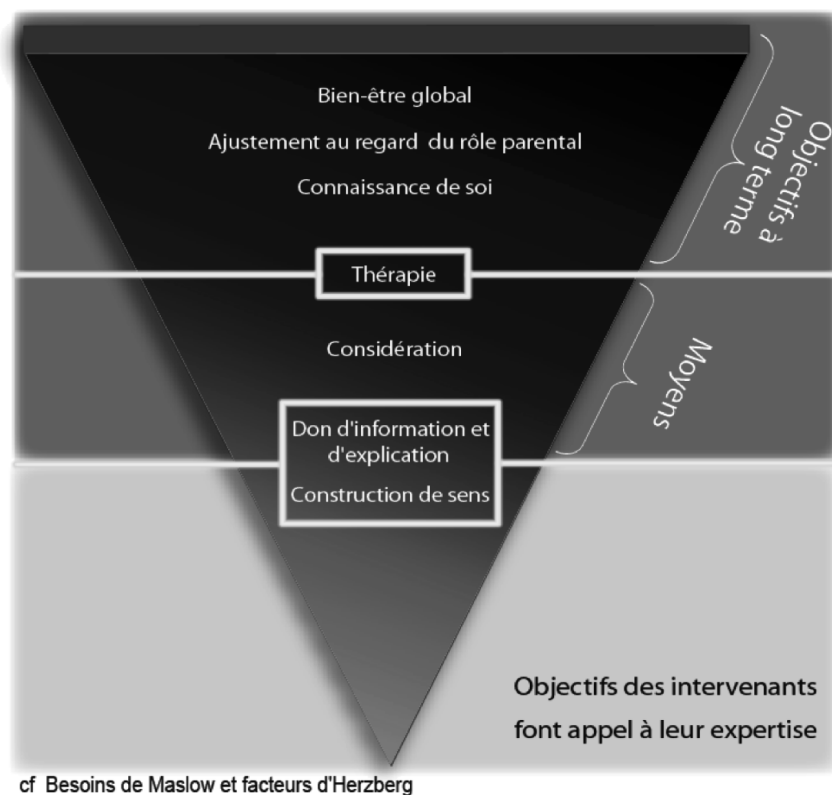 Bien-être global
Ajustement au regard du rôle parental
Connaissance de soi
Objectifs à
long terme
Thérapie
Considération
Moyens
Don d'information et
d'explication
Construction de sens
Objectifs des intervenants
font appel à leur expertise
cf Besoins de Maslow et facteurs d'Herzberg